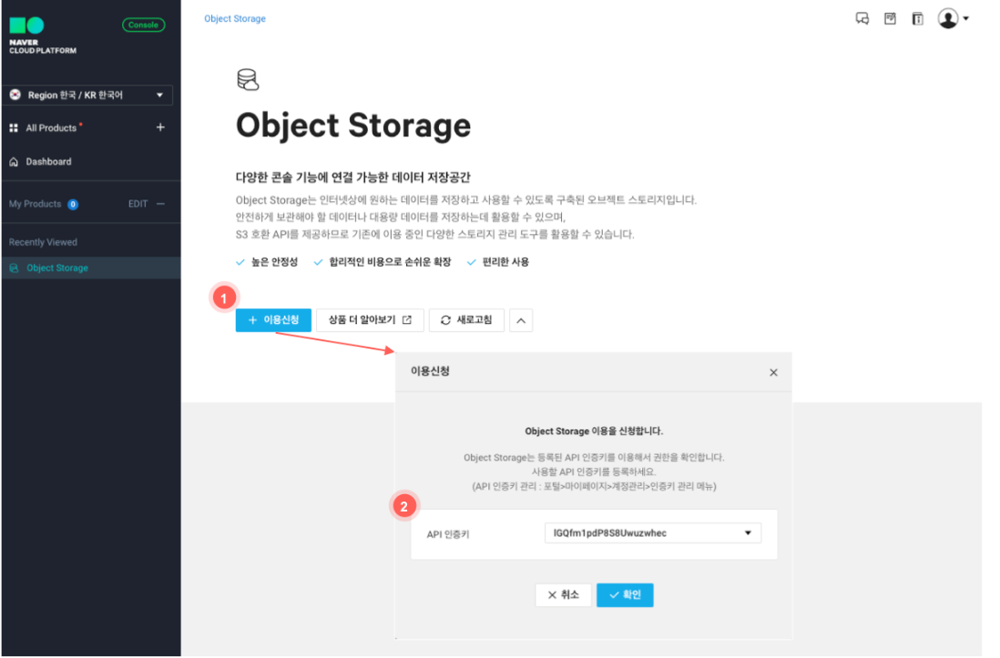 Console
NAVER
CLOUD PLATFORM
Region 한국 / KR 한국어
All Products
Dashboard
My Products 0 EDIT
Recently Viewed
Object Storage
Object Storage
Object Storage
다양한 콘솔 기능에 연결 가능한 데이터 저장공간
Object Storage는 인터넷상에 원하는 데이터를 저장하고 사용할 수 있도록 구축된 오브젝트 스토리지입니다.
안전하게 보관해야 할 데이터나 대용량 데이터를 저장하는데 활용할 수 있으며,
S3 호환 API를 제공하므로 기존에 이용 중인 다양한 스토리지 관리 도구를 활용할 수 있습니다.
높은 안정성 합리적인 비용으로 손쉬운 확장 편리한 사용
1
+ 이용신청 상품 더 알아보기 새로고침
이용신청
Object Storage 이용을 신청합니다.
Object Storage는 등록된 API 인증키를 이용해서 권한을 확인합니다.
사용할 API 인증키를 등록하세요.
(API 인증키 관리 : 포털>마이페이지>계정관리>인증키 관리 메뉴)
2
API 인증키 lGQfm1pdP8S8Uwuzwhec
취소 확인